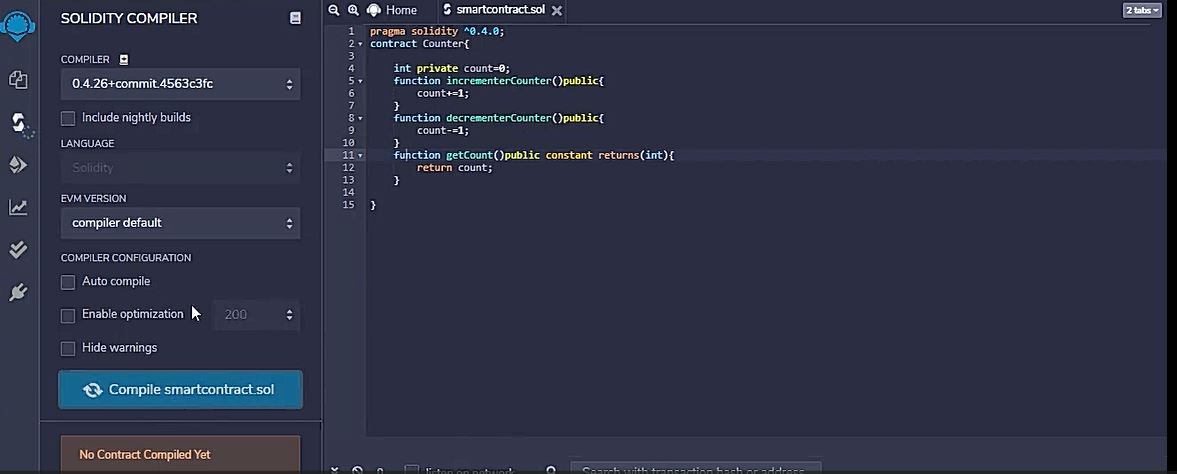 SOLIDITY COMPILER
COMPILER
0.4.26+commit.4563c3fc
Include nightly builds
LANGUAGE
Solidity
EVM VERSION
compiler default
COMPILER CONFIGURATION
Auto compile
Enable optimization 200
Hide warnings
Compile smartcontract.sol
No Contract Compiled Yet
Home smartcontract.sol
2 tabs
1 pragma solidity ^0.4.0;
2 contract Counter{
3
4 int private count=0;
5 function incrementerCounter()public{
6 count+=1;
7 }
8 function decrementerCounter()public{
9 count-=1;
10 }
11 function getCount()public constant returns(int){
12 return count;
13 }
14
15 }
listen on network Search with transaction hash or address